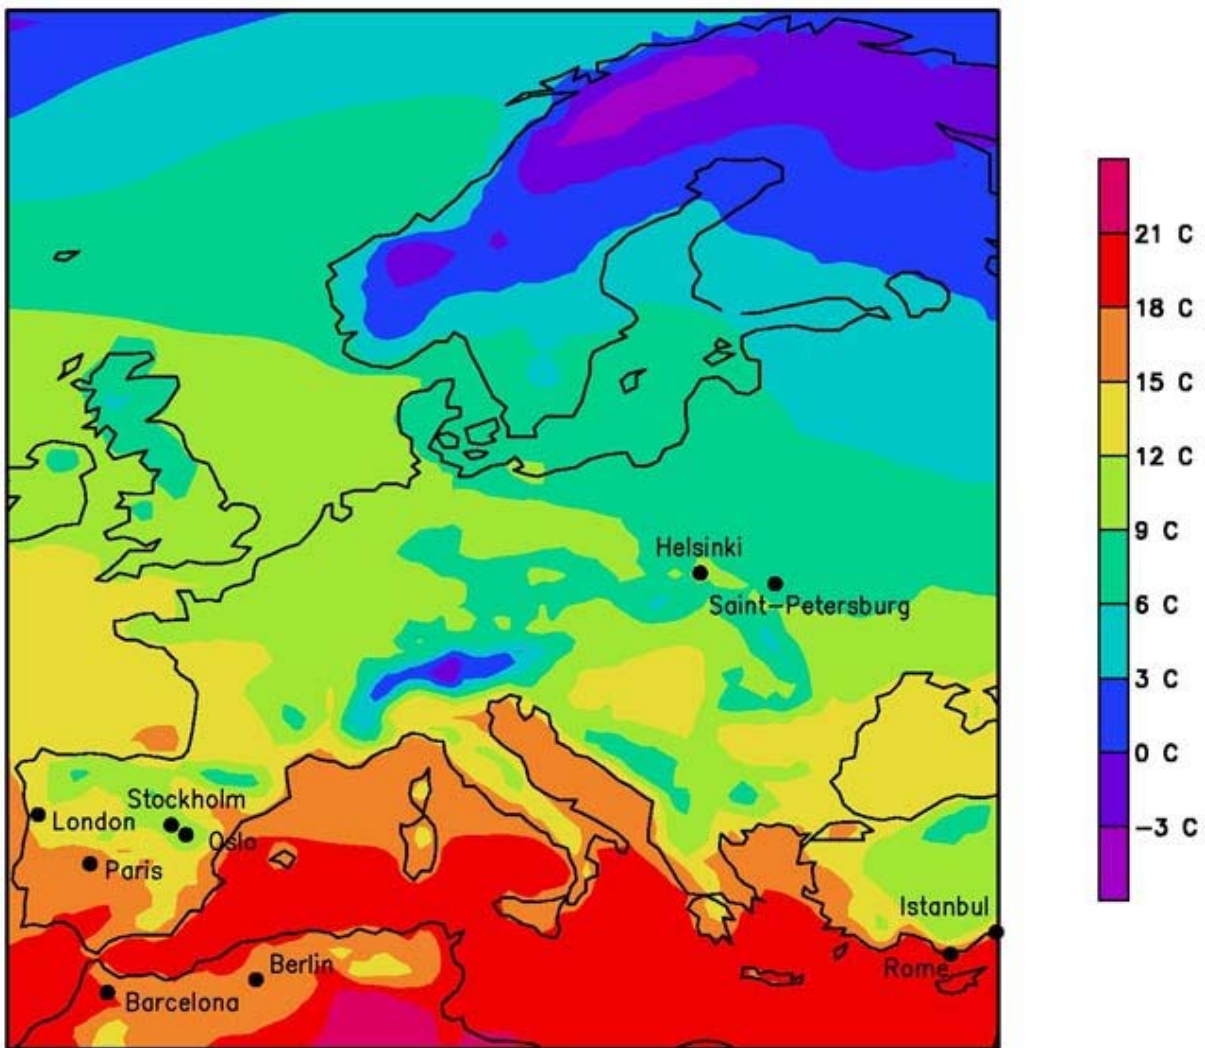 21 C
18 C
15 C
12 C
9 C
6 C
3 C
0 C
−3 C
Helsinki
Saint−Petersburg
Stockholm
London
Oslo
Paris
Istanbul
Rome
Berlin
Barcelona